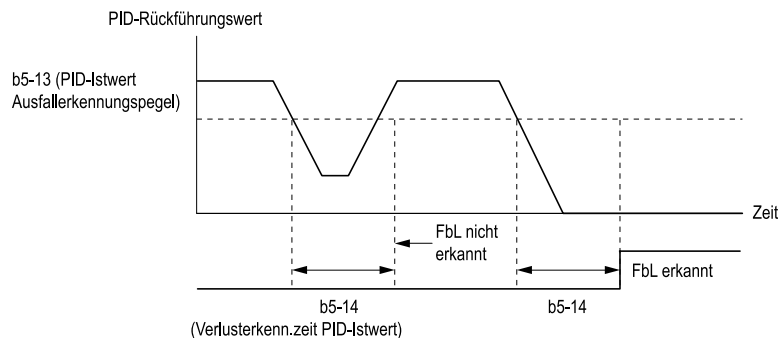 PID-Rückführungswert
b5-13 (PID-Istwert
Ausfallerkennungspegel)
Zeit
FbL nicht
erkannt
FbL erkannt
b5-14
b5-14
(Verlusterkenn.zeit PID-Istwert)